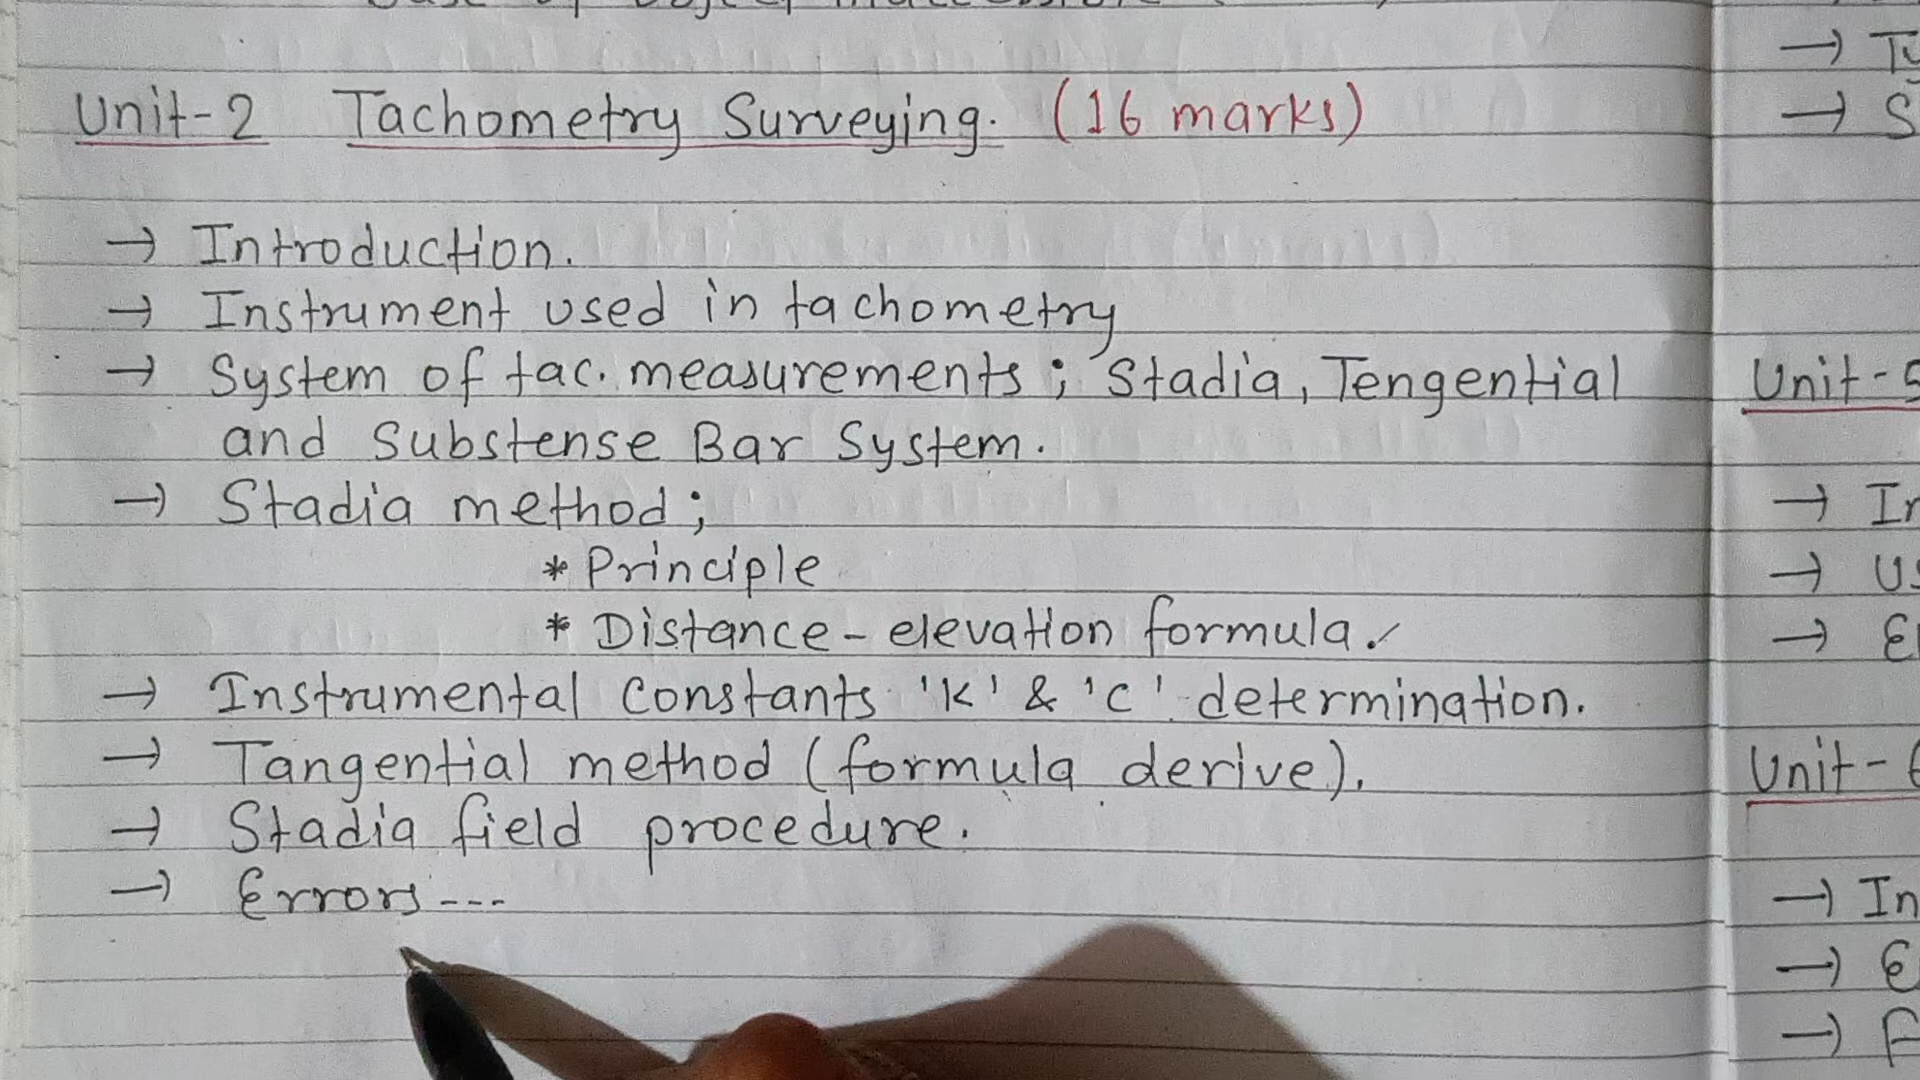 Unit-2 Tachometry Surveying. (16 marks)
→ Introduction.
→ Instrument used in tachometry
→ System of tac. measurements ; Stadia, Tengential
and Substense Bar System.
→ Stadia method ;
* Principle
* Distance - elevation formula.
→ Instrumental Constants 'K' & 'C' determination.
→ Tangential method (formula derive).
→ Stadia field procedure.
→ Errors ---
Unit-5
Unit-6